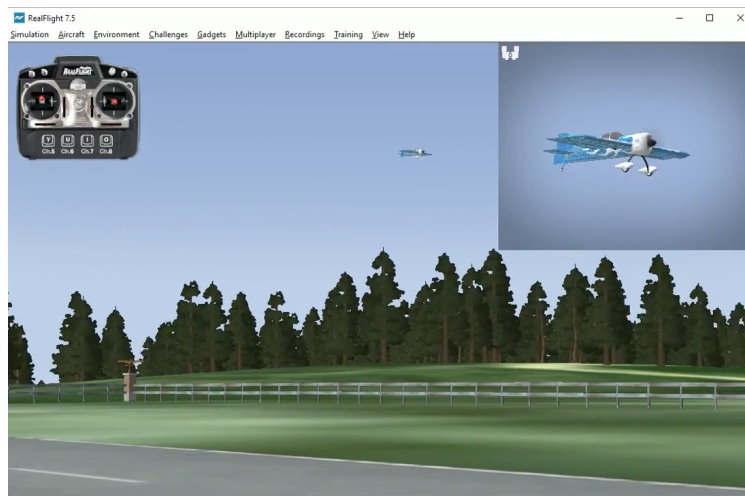 RealFlight 7.5
Simulation Aircraft Environment Challenges Gadgets Multiplayer Recordings Training View Help
REALFLIGHT
Y U I O
Ch.5 Ch.6 Ch.7 Ch.8